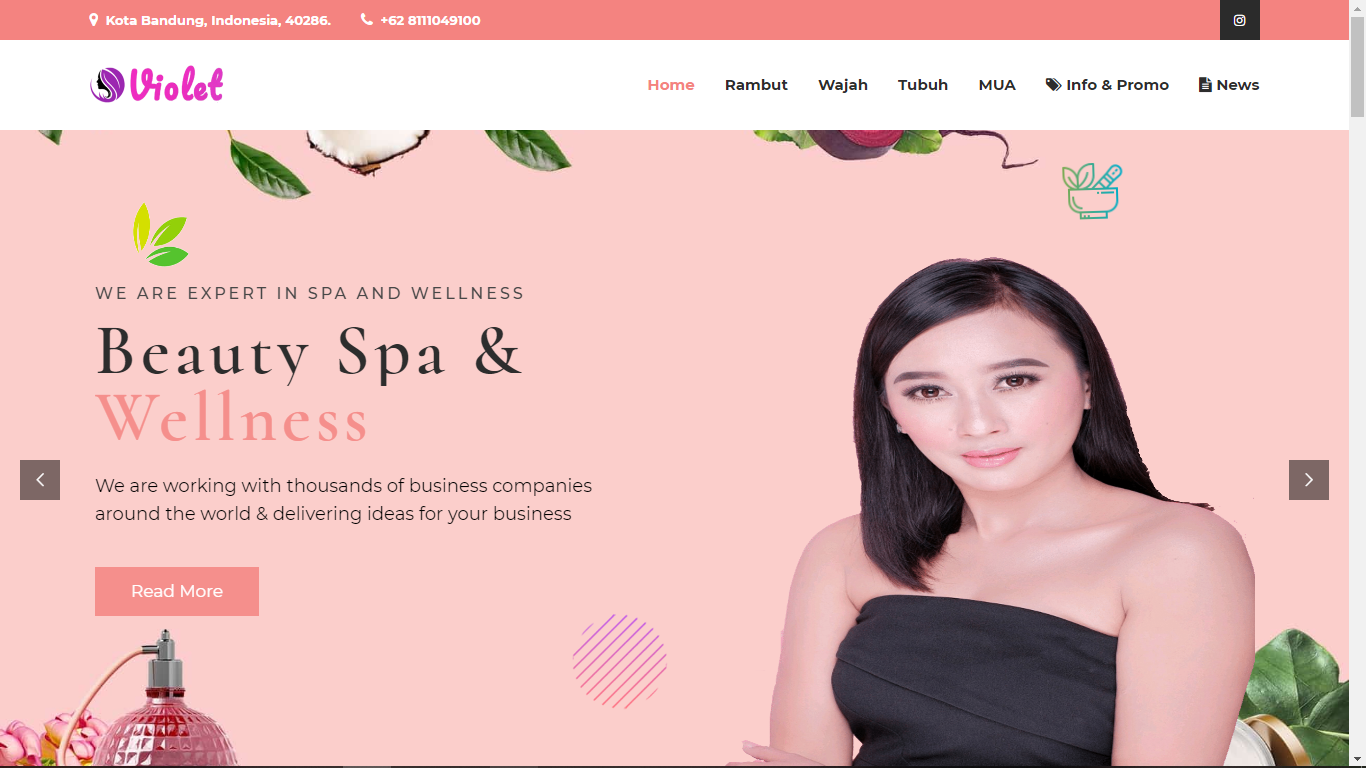 Kota Bandung, Indonesia, 40286. +62 8111049100
Violet
Home Rambut Wajah Tubuh MUA Info & Promo News
WE ARE EXPERT IN SPA AND WELLNESS
Beauty Spa &
Wellness
We are working with thousands of business companies
around the world & delivering ideas for your business
Read More